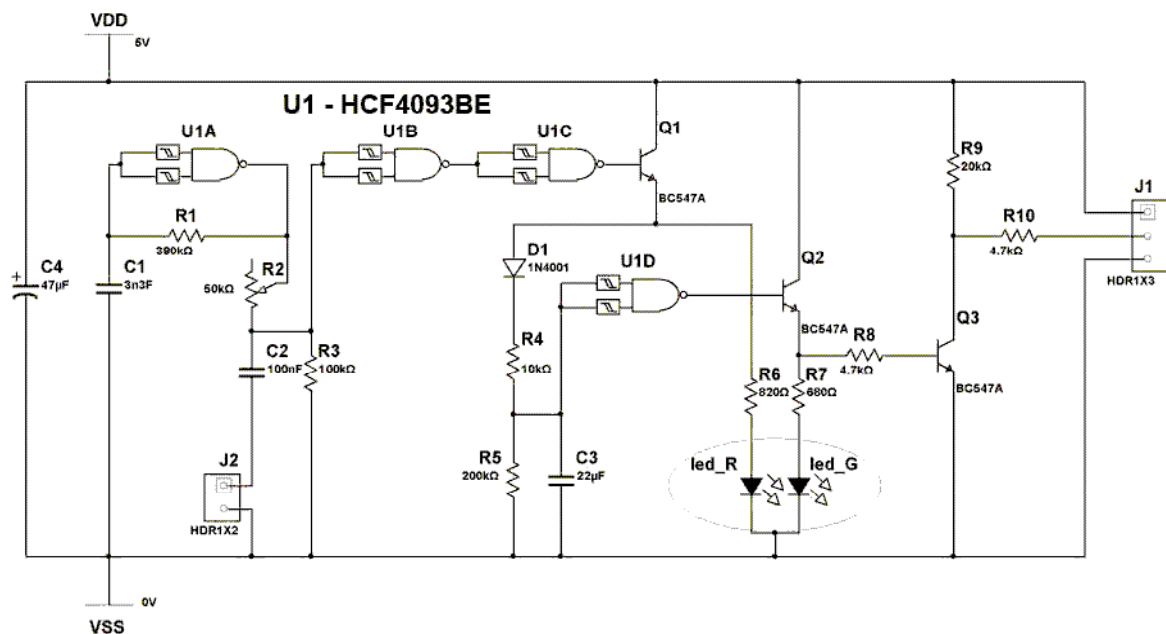 VDD
5V
U1 - HCF4093BE
U1A
U1B
U1C
Q1
BC547A
R9
20kΩ
J1
R1
390kΩ
R10
4.7kΩ
HDR1X3
C4
+
47µF
C1
3n3F
R2
50kΩ
D1
1N4001
U1D
Q2
BC547A
Q3
BC547A
C2
100nF
R3
100kΩ
R4
10kΩ
R8
4.7kΩ
R6
820Ω
R7
680Ω
J2
HDR1X2
R5
200kΩ
C3
22µF
led_R
led_G
0V
VSS